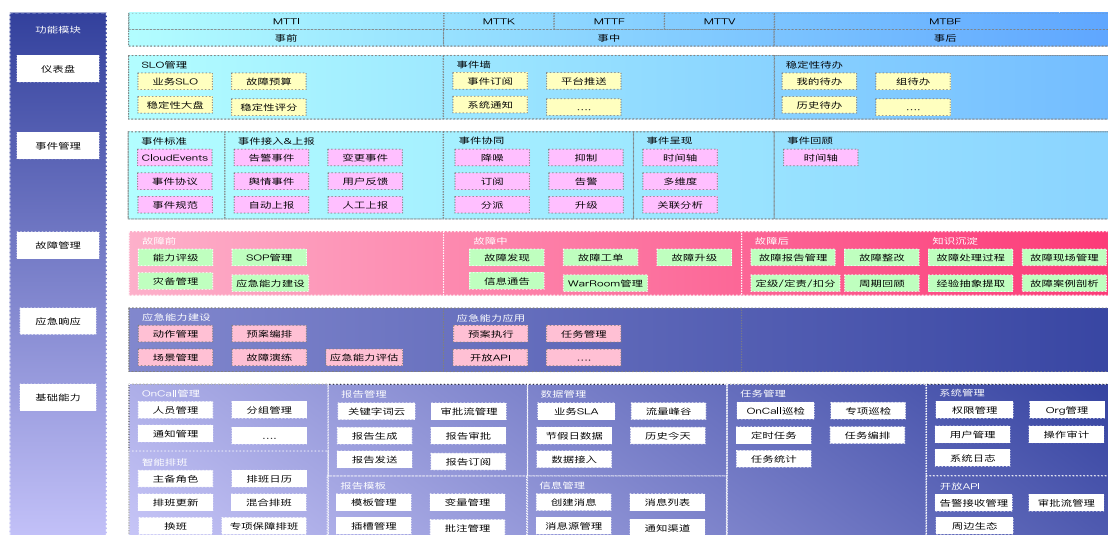 功能模块
MTTI MTTK MTTF MTTV MTBF
事前 事中 事后
仪表盘
SLO管理 事件墙 稳定性待办
业务SLO 故障预算 事件订阅 平台推送 我的待办 组待办
稳定性大盘 稳定性评分 系统通知 .... 历史待办 ....
事件管理
事件标准 事件接入&上报 事件协同 事件呈现 事件回顾
CloudEvents 告警事件 变更事件 降噪 抑制 时间轴 时间轴
事件协议 舆情事件 用户反馈 订阅 告警 多维度
事件规范 自动上报 人工上报 分派 升级 关联分析
故障管理
故障前 故障中 故障后 知识沉淀
能力评级 SOP管理 故障发现 故障工单 故障升级 故障报告管理 故障整改 故障处理过程 故障现场管理
灾备管理 应急能力建设 信息通告 WarRoom管理 定级/定责/扣分 周期回顾 经验抽象提取 故障案例剖析
应急响应
应急能力建设 应急能力应用
动作管理 预案编排 预案执行 任务管理
场景管理 故障演练 应急能力评估 开放API ....
基础能力
OnCall管理 报告管理 数据管理 任务管理 系统管理
人员管理 分组管理 关键字词云 审批流管理 业务SLA 流量峰谷 OnCall巡检 专项巡检 权限管理 Org管理
通知管理 .... 报告生成 报告审批 节假日数据 历史今天 定时任务 任务编排 用户管理 操作审计
智能排班 报告发送 报告订阅 数据接入 任务统计 系统日志
主备角色 排班日历 报告模板 信息管理 开放API
排班更新 混合排班 模板管理 变量管理 创建消息 消息列表 告警接收管理 审批流管理
换班 专项保障排班 插槽管理 批注管理 消息源管理 通知渠道 周边生态